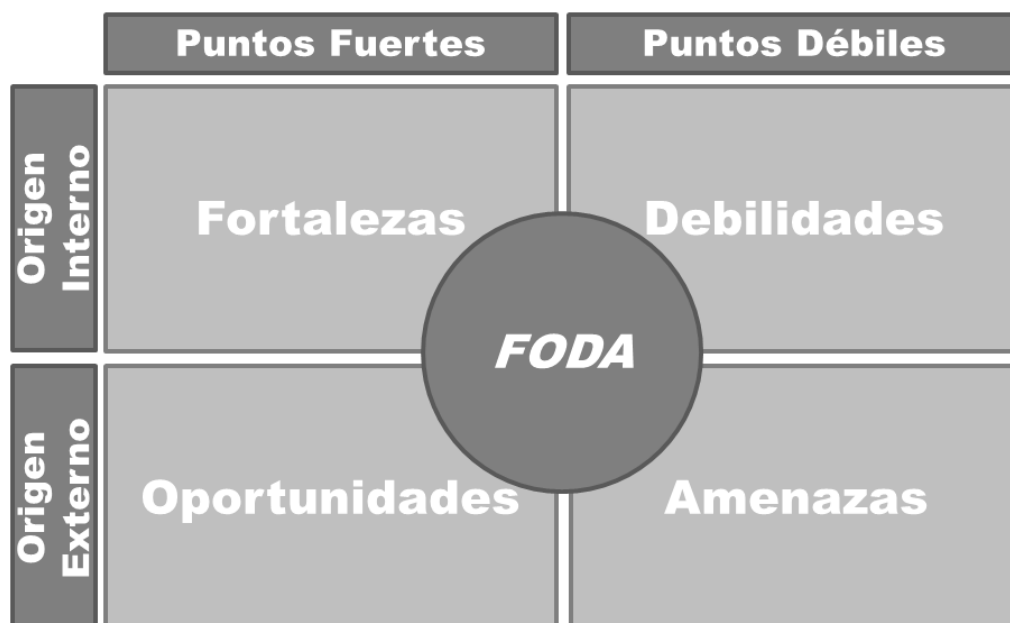 Puntos Fuertes
Puntos Débiles
Origen
Interno
Fortalezas
Debilidades
FODA
Origen
Externo
Oportunidades
Amenazas